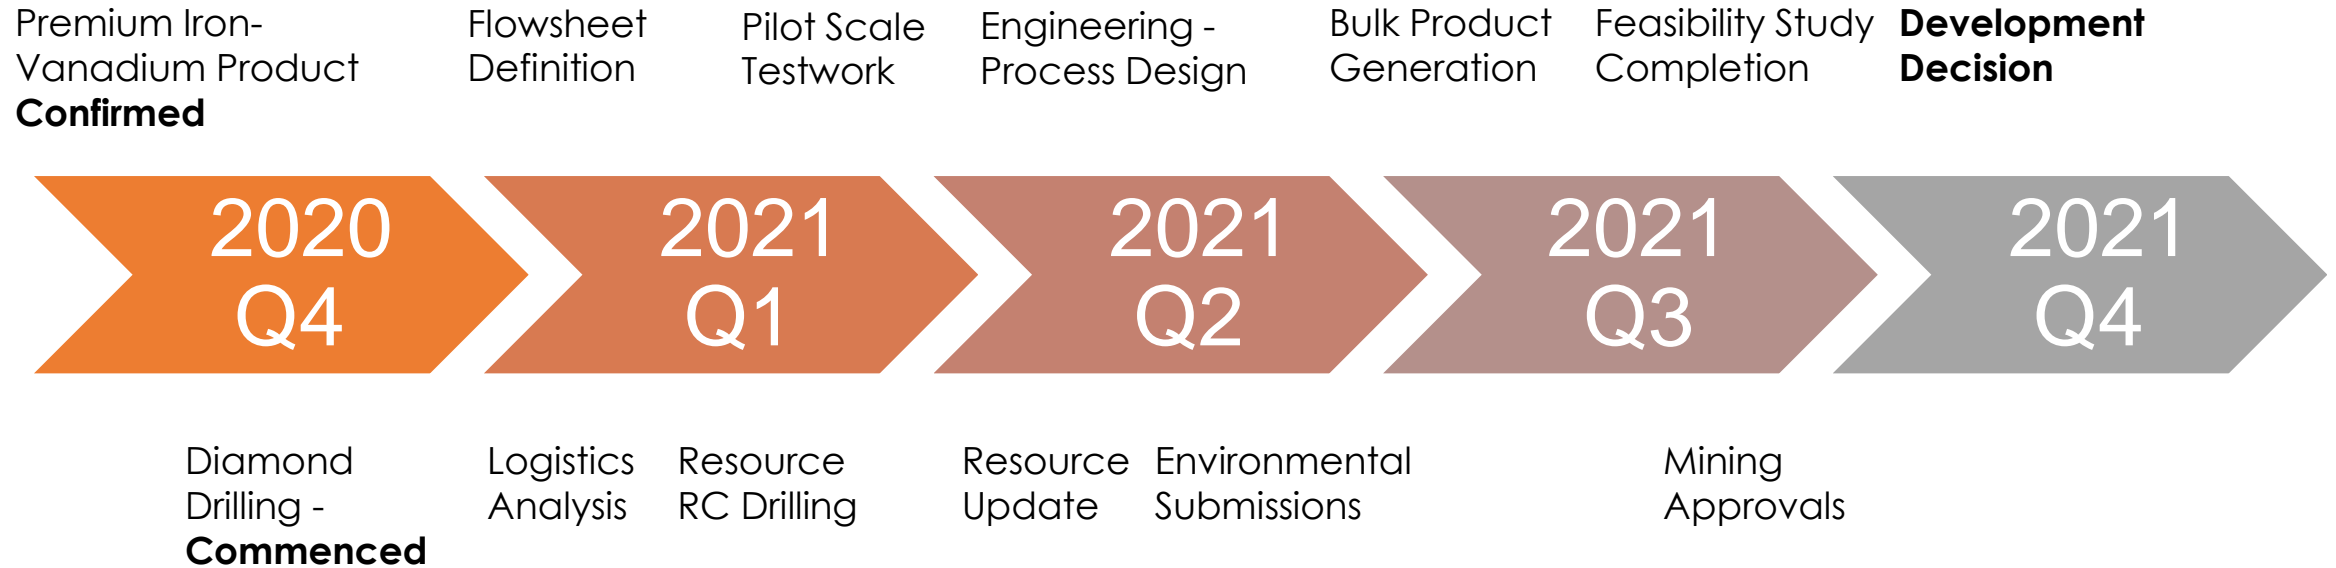 Premium Iron-
Vanadium Product
Confirmed
Flowsheet
Definition
Pilot Scale
Testwork
Engineering -
Process Design
Bulk Product
Generation
Feasibility Study
Completion
Development
Decision
2020
Q4
2021
Q1
2021
Q2
2021
Q3
2021
Q4
Diamond
Drilling -
Commenced
Logistics
Analysis
Resource
RC Drilling
Resource
Update
Environmental
Submissions
Mining
Approvals